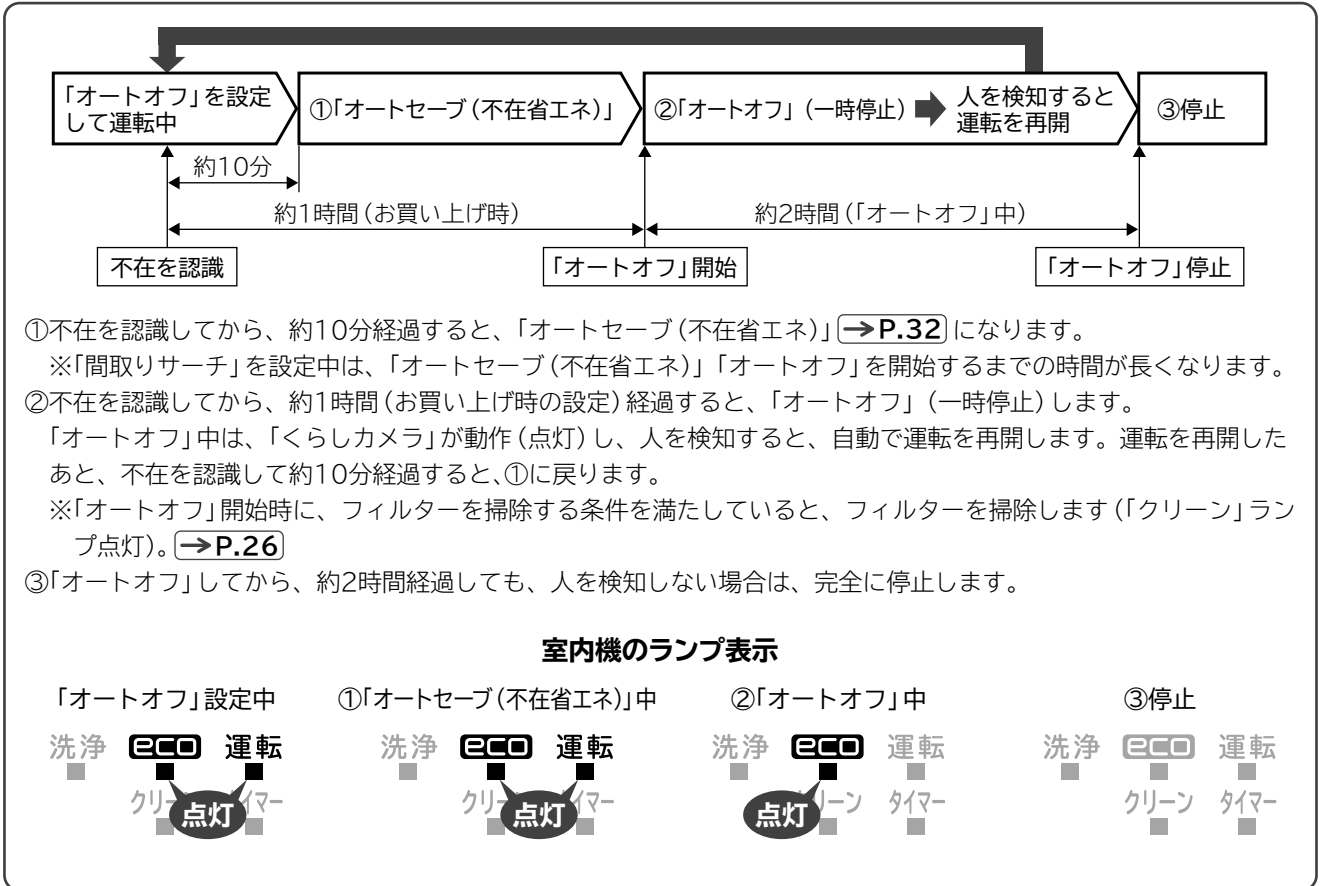 「オートオフ」を設定
して運転中
①「オートセーブ(不在省エネ)」
②「オートオフ」(一時停止)
人を検知すると
運転を再開
③停止
約10分
約1時間(お買い上げ時)
約2時間(「オートオフ」中)
不在を認識
「オートオフ」開始
「オートオフ」停止
①不在を認識してから、約10分経過すると、「オートセーブ(不在省エネ)」→P.32になります。
※「間取りサーチ」を設定中は、「オートセーブ(不在省エネ)」「オートオフ」を開始するまでの時間が長くなります。
②不在を認識してから、約1時間(お買い上げ時の設定)経過すると、「オートオフ」(一時停止)します。
「オートオフ」中は、「くらしカメラ」が動作(点灯)し、人を検知すると、自動で運転を再開します。運転を再開した
あと、不在を認識して約10分経過すると、①に戻ります。
※「オートオフ」開始時に、フィルターを掃除する条件を満たしていると、フィルターを掃除します(「クリーン」ラン
プ点灯)。→P.26
③「オートオフ」してから、約2時間経過しても、人を検知しない場合は、完全に停止します。
室内機のランプ表示
「オートオフ」設定中
洗浄 eco 運転
クリー イマー
点灯
①「オートセーブ(不在省エネ)」中
洗浄 eco 運転
クリー イマー
点灯
②「オートオフ」中
洗浄 eco 運転
リーン タイマー
点灯
③停止
洗浄 eco 運転
クリーン タイマー